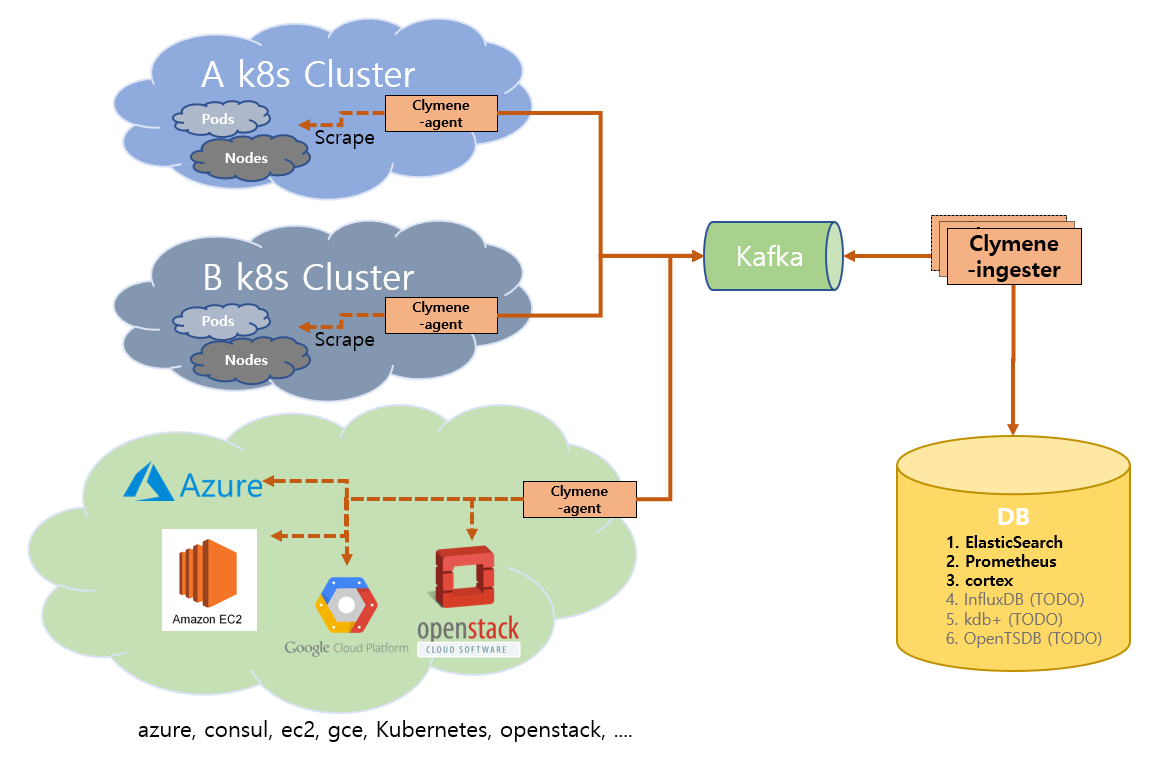 A k8s Cluster
Pods
Nodes
Scrape
Clymene
-agent
B k8s Cluster
Pods
Nodes
Scrape
Clymene
-agent
Kafka
Clymene
-ingester
Azure
Clymene
-agent
Amazon EC2
Google Cloud Platform
openstack
CLOUD SOFTWARE
DB
1. ElasticSearch
2. Prometheus
3. cortex
4. InfluxDB (TODO)
5. kdb+ (TODO)
6. OpenTSDB (TODO)
azure, consul, ec2, gce, Kubernetes, openstack, ....